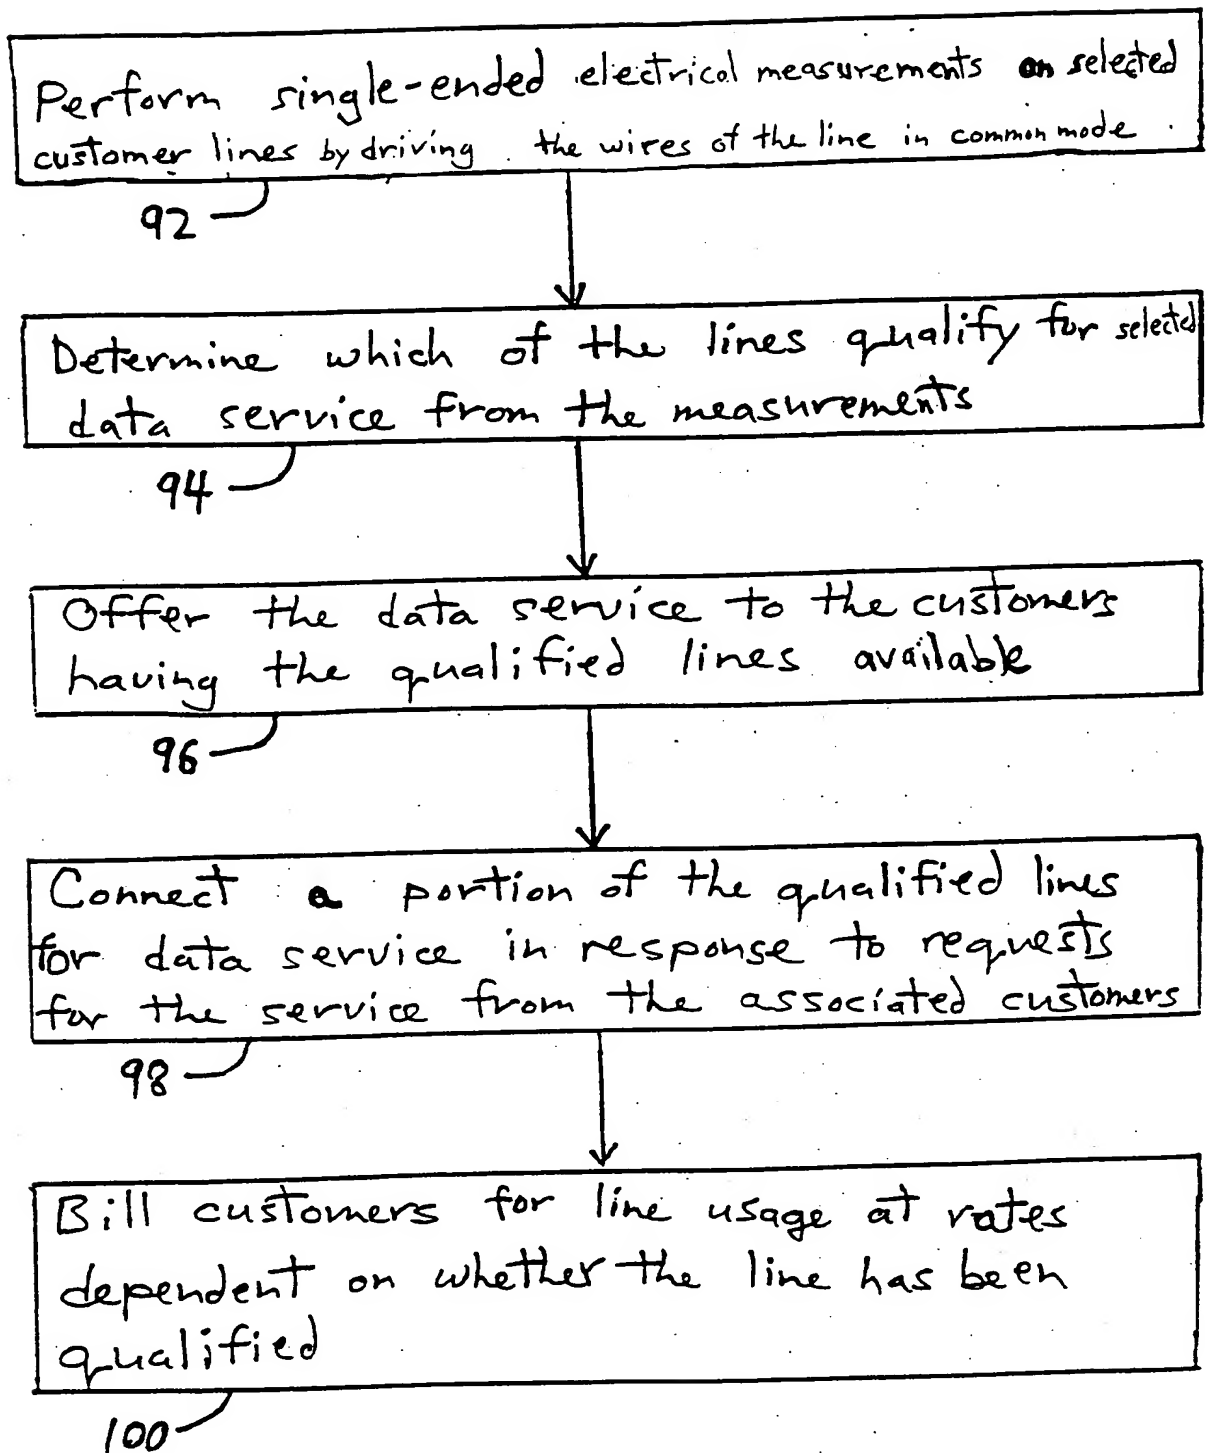 Perform single-ended electrical measurements on selected
customer lines by driving the wires of the line in common mode.
92
Determine which of the lines qualify for selected
data service from the measurements
94
Offer the data service to the customers
having the qualified lines available
96
Connect a portion of the qualified lines
for data service in response to requests
for the service from the associated customers
98
Bill customers for line usage at rates
dependent on whether the line has been
qualified
100